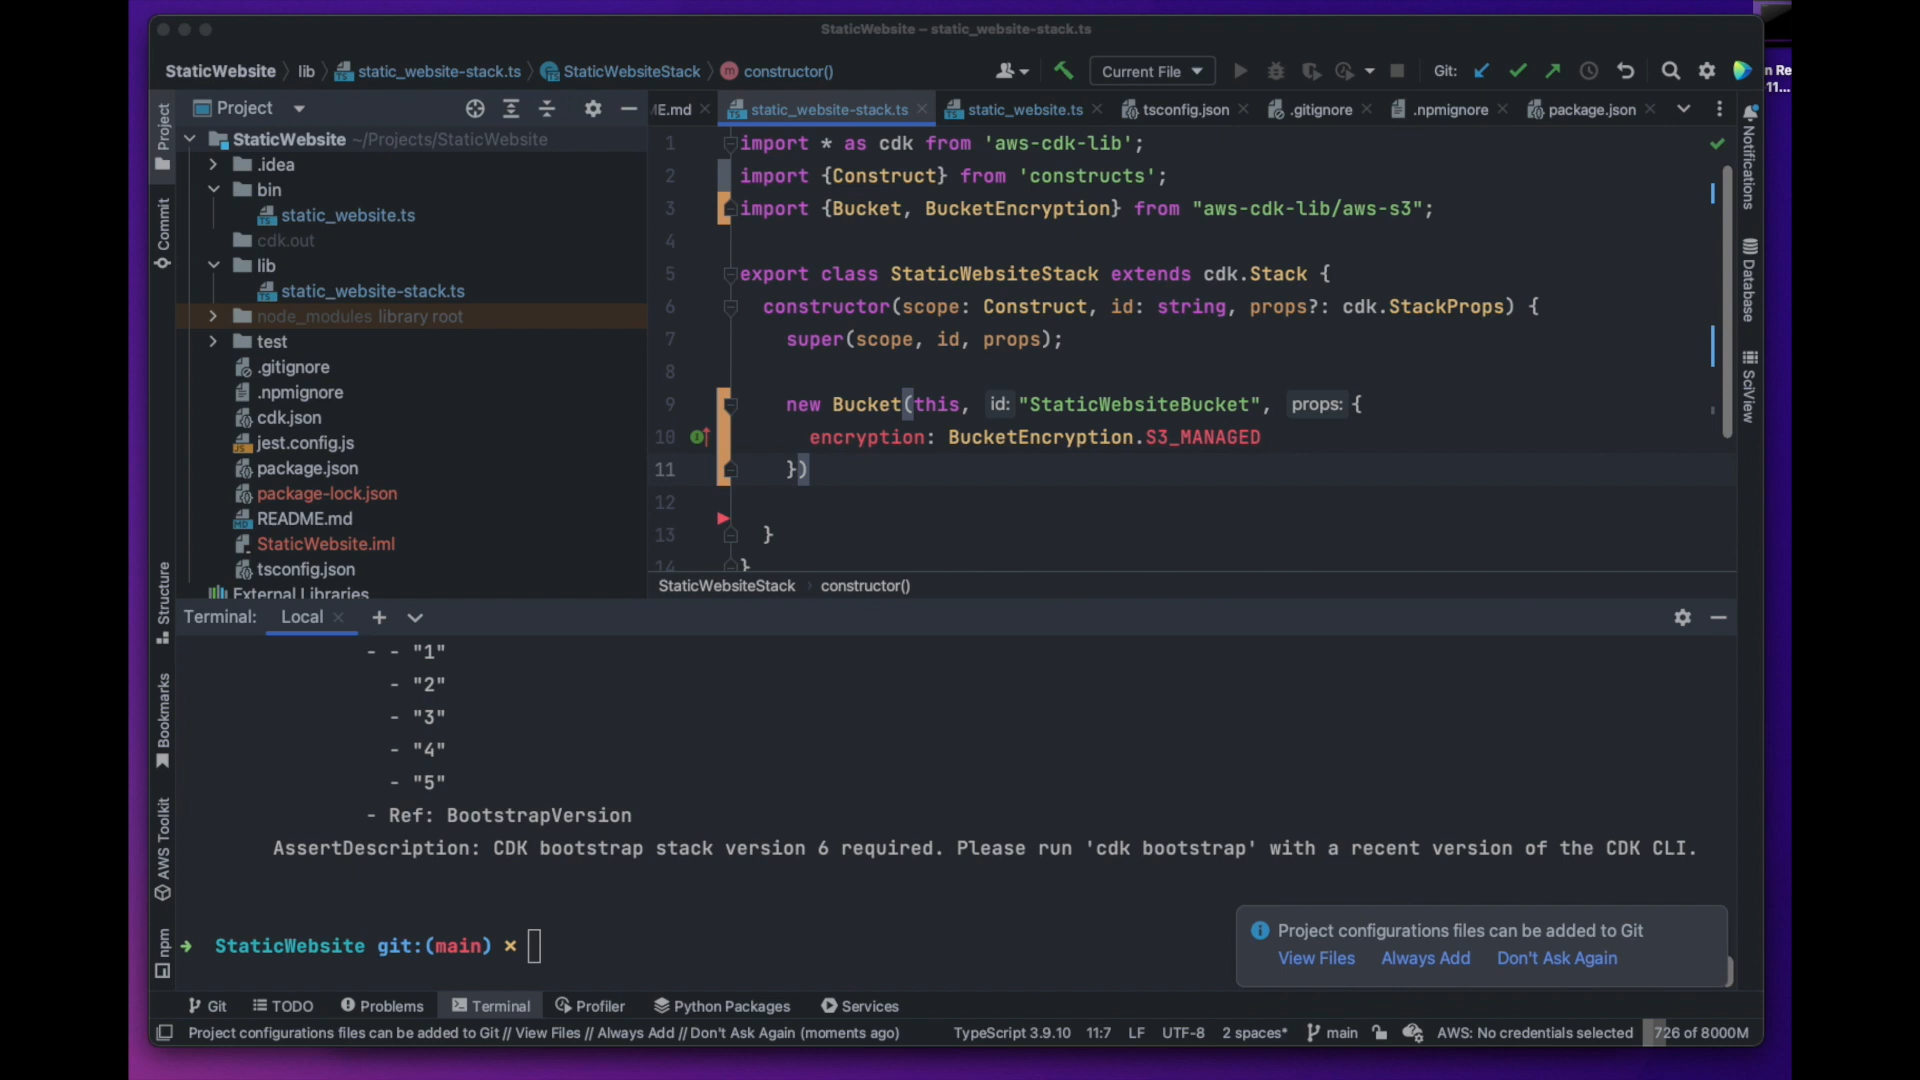 StaticWebsite – static_website-stack.ts
StaticWebsite lib static_website-stack.ts StaticWebsiteStack m constructor() Current File Git:
n Re
11...
Project
.ME.md static_website-stack.ts static_website.ts tsconfig.json .gitignore .npmignore package.json
StaticWebsite ~/Projects/StaticWebsite
.idea
bin
static_website.ts
cdk.out
lib
static_website-stack.ts
node_modules library root
test
.gitignore
.npmignore
cdk.json
jest.config.js
package.json
package-lock.json
README.md
StaticWebsite.iml
tsconfig.json
External Libraries
1 import * as cdk from 'aws-cdk-lib';
2 import {Construct} from 'constructs';
3 import {Bucket, BucketEncryption} from "aws-cdk-lib/aws-s3";
4
5 export class StaticWebsiteStack extends cdk.Stack {
6 constructor(scope: Construct, id: string, props?: cdk.StackProps) {
7 super(scope, id, props);
8
9 new Bucket(this, id: "StaticWebsiteBucket", props: {
10 encryption: BucketEncryption.S3_MANAGED
11 })
12
13 }
14 }
StaticWebsiteStack constructor()
Project
Commit
Structure
Bookmarks
AWS Toolkit
npm
Notifications
Database
SciView
Terminal: Local
- - "1"
- "2"
- "3"
- "4"
- "5"
- Ref: BootstrapVersion
AssertDescription: CDK bootstrap stack version 6 required. Please run 'cdk bootstrap' with a recent version of the CDK CLI.
→ StaticWebsite git:(main) ×
Project configurations files can be added to Git
View Files Always Add Don't Ask Again
Git TODO Problems Terminal Profiler Python Packages Services
Project configurations files can be added to Git // View Files // Always Add // Don't Ask Again (moments ago) TypeScript 3.9.10 11:7 LF UTF-8 2 spaces* main AWS: No credentials selected 726 of 8000M